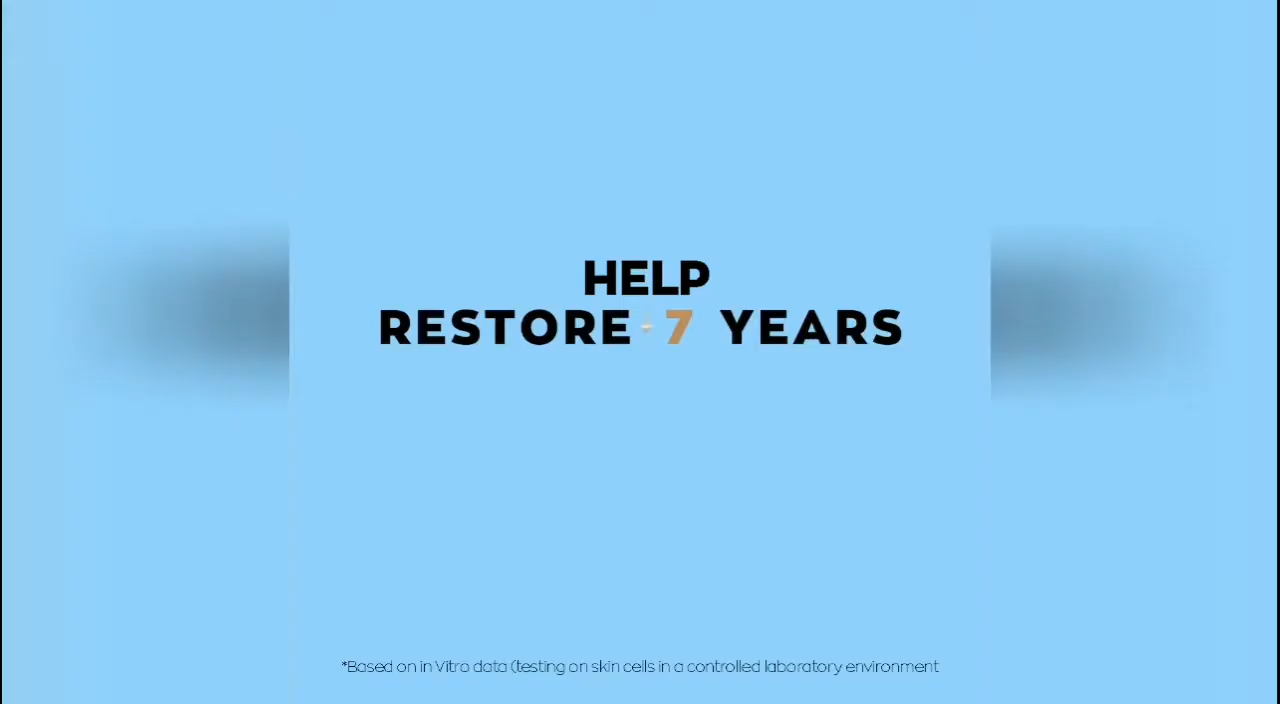 HELP
RESTORE 7 YEARS
*Based on in Vitro data (testing on skin cells in a controlled laboratory environment